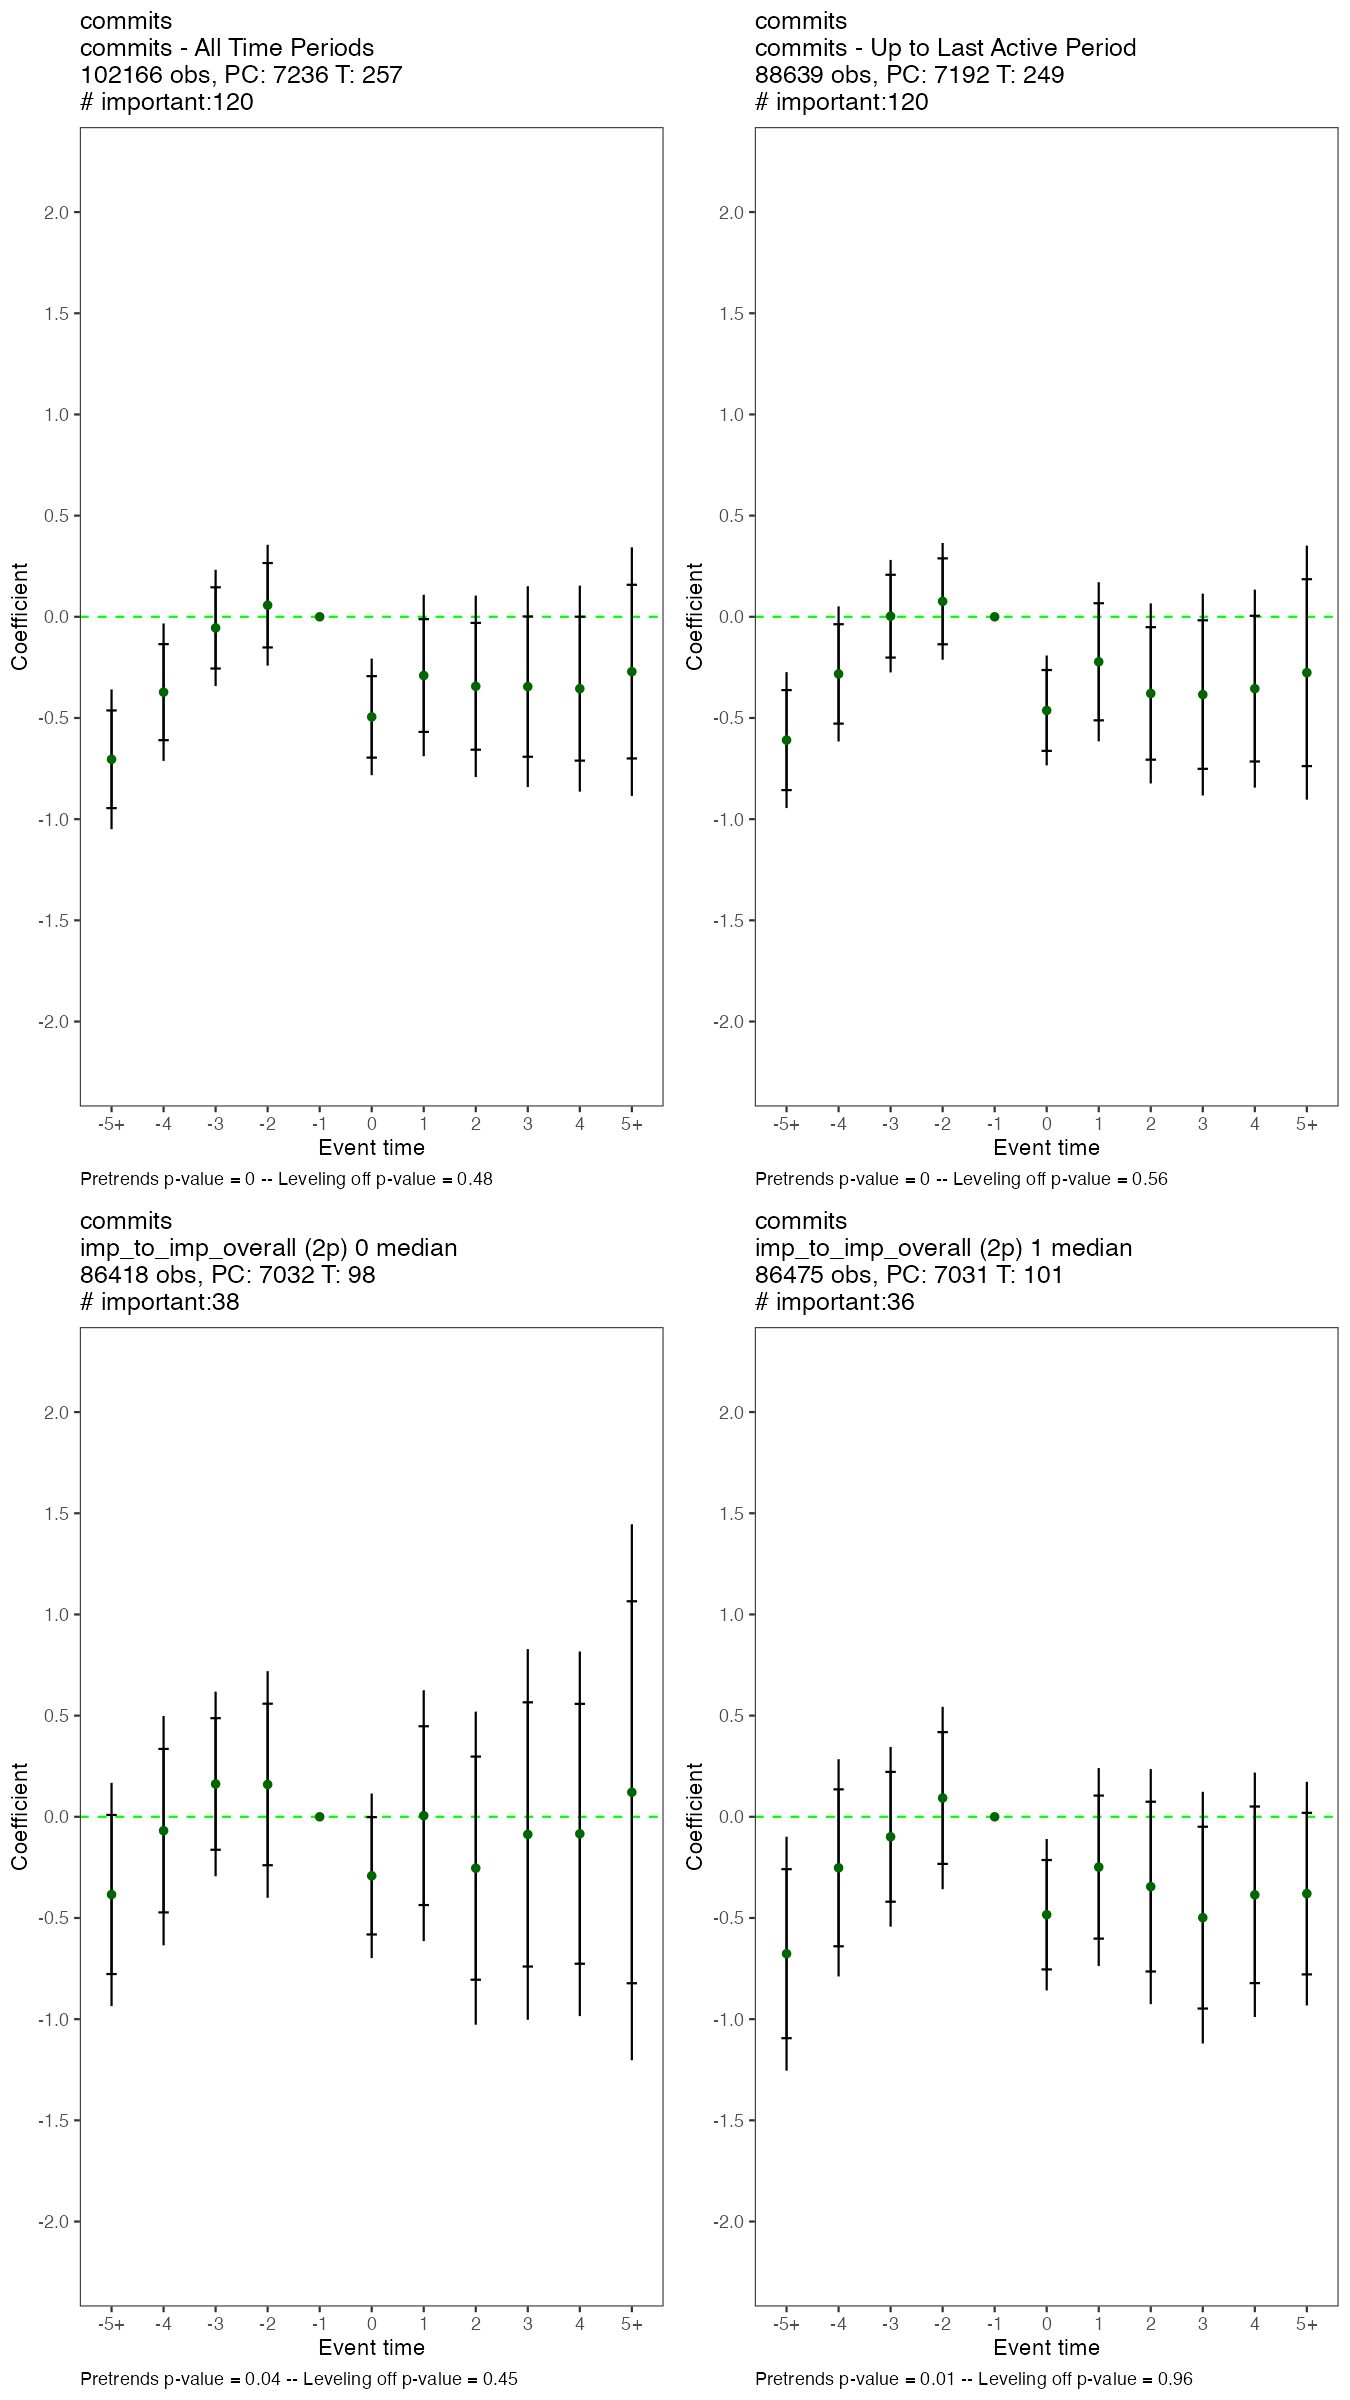 commits
commits - All Time Periods
102166 obs, PC: 7236 T: 257
# important:120
2.0
1.5
1.0
0.5
0.0
-0.5
-1.0
-1.5
-2.0
Coefficient
-5+ -4 -3 -2 -1 0 1 2 3 4 5+
Event time
Pretrends p-value = 0 -- Leveling off p-value = 0.48
commits
commits - Up to Last Active Period
88639 obs, PC: 7192 T: 249
# important:120
2.0
1.5
1.0
0.5
0.0
-0.5
-1.0
-1.5
-2.0
Coefficient
-5+ -4 -3 -2 -1 0 1 2 3 4 5+
Event time
Pretrends p-value = 0 -- Leveling off p-value = 0.56
commits
imp_to_imp_overall (2p) 0 median
86418 obs, PC: 7032 T: 98
# important:38
2.0
1.5
1.0
0.5
0.0
-0.5
-1.0
-1.5
-2.0
Coefficient
-5+ -4 -3 -2 -1 0 1 2 3 4 5+
Event time
Pretrends p-value = 0.04 -- Leveling off p-value = 0.45
commits
imp_to_imp_overall (2p) 1 median
86475 obs, PC: 7031 T: 101
# important:36
2.0
1.5
1.0
0.5
0.0
-0.5
-1.0
-1.5
-2.0
Coefficient
-5+ -4 -3 -2 -1 0 1 2 3 4 5+
Event time
Pretrends p-value = 0.01 -- Leveling off p-value = 0.96